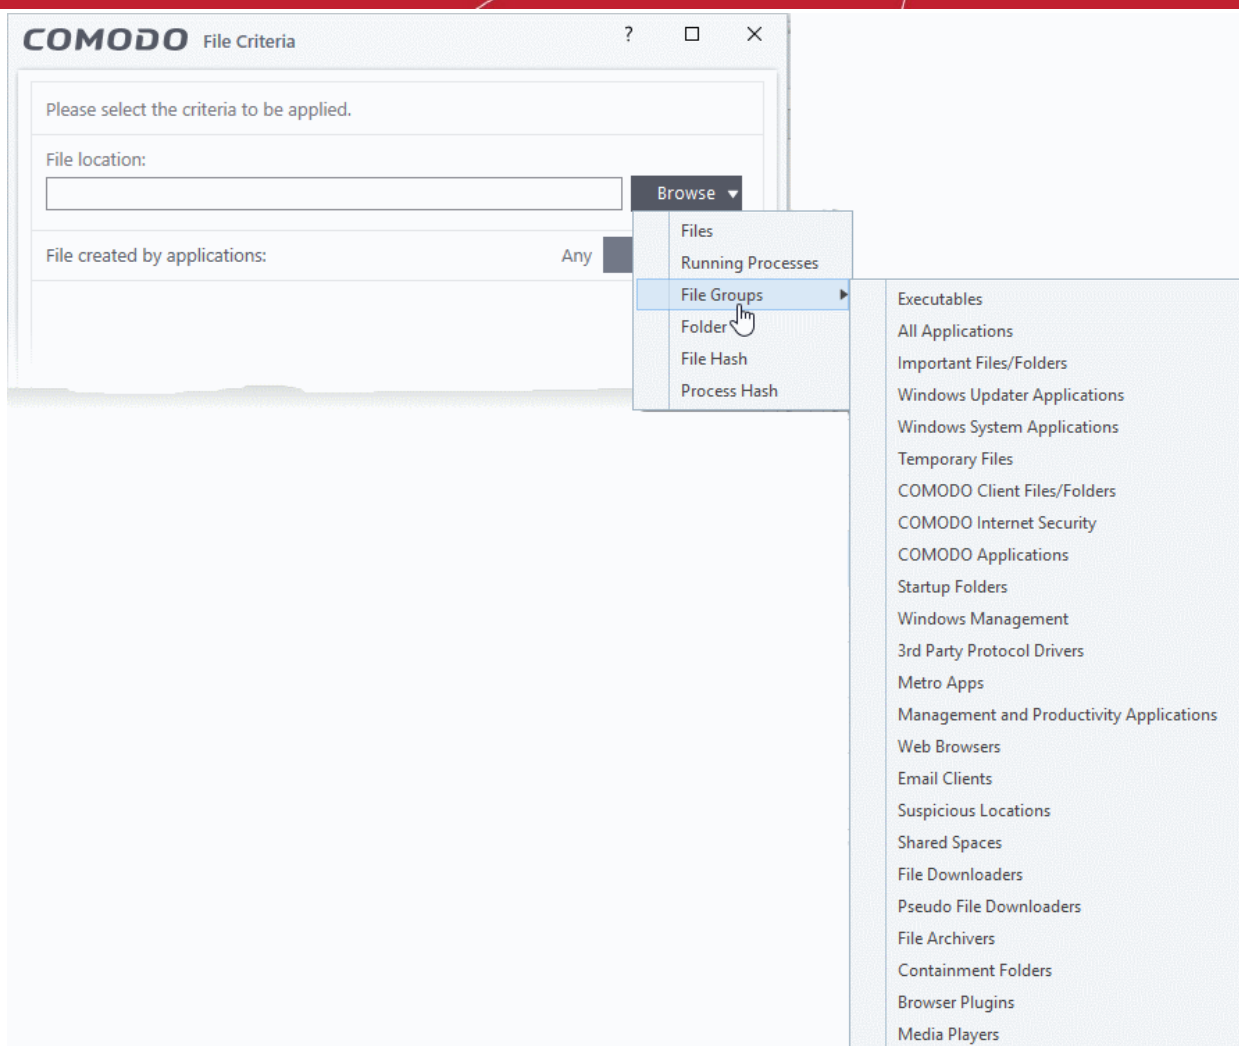 COMODO File Criteria ?
Please select the criteria to be applied.
File location:
Browse
File created by applications: Any
Files
Running Processes
File Groups
Folder
File Hash
Process Hash
Executables
All Applications
Important Files/Folders
Windows Updater Applications
Windows System Applications
Temporary Files
COMODO Client Files/Folders
COMODO Internet Security
COMODO Applications
Startup Folders
Windows Management
3rd Party Protocol Drivers
Metro Apps
Management and Productivity Applications
Web Browsers
Email Clients
Suspicious Locations
Shared Spaces
File Downloaders
Pseudo File Downloaders
File Archivers
Containment Folders
Browser Plugins
Media Players